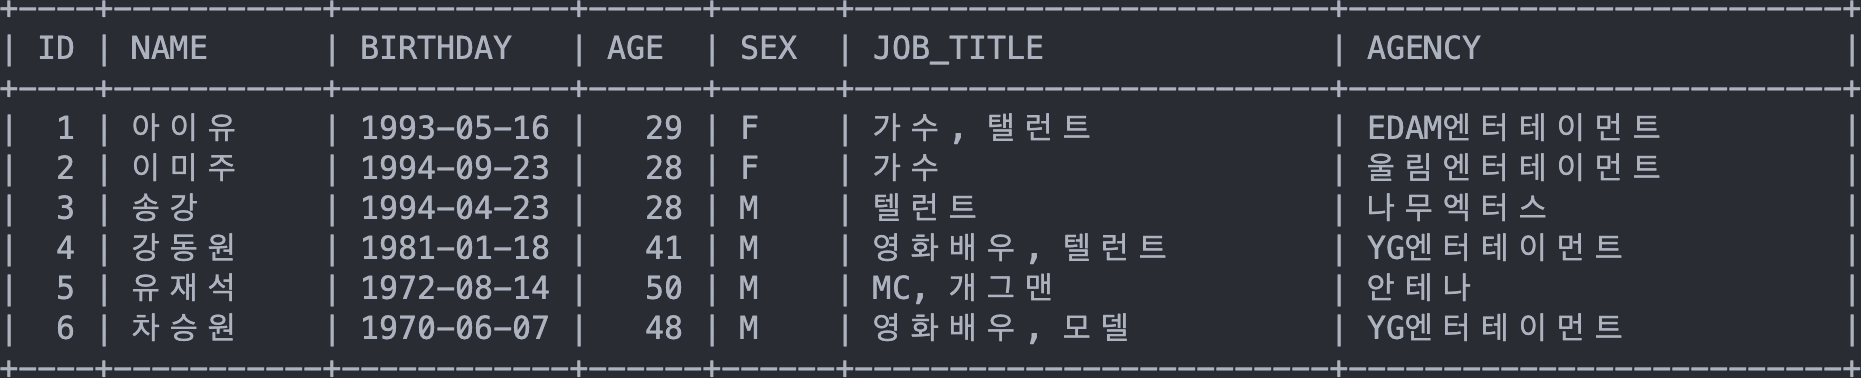 | ID | NAME | BIRTHDAY | AGE | SEX | JOB_TITLE | AGENCY |
| 1 | 아이유 | 1993-05-16 | 29 | F | 가수, 탤런트 | EDAM엔터테이먼트 |
| 2 | 이미주 | 1994-09-23 | 28 | F | 가수 | 울림엔터테이먼트 |
| 3 | 송강 | 1994-04-23 | 28 | M | 텔런트 | 나무엑터스 |
| 4 | 강동원 | 1981-01-18 | 41 | M | 영화배우, 텔런트 | YG엔터테이먼트 |
| 5 | 유재석 | 1972-08-14 | 50 | M | MC, 개그맨 | 안테나 |
| 6 | 차승원 | 1970-06-07 | 48 | M | 영화배우, 모델 | YG엔터테이먼트 |